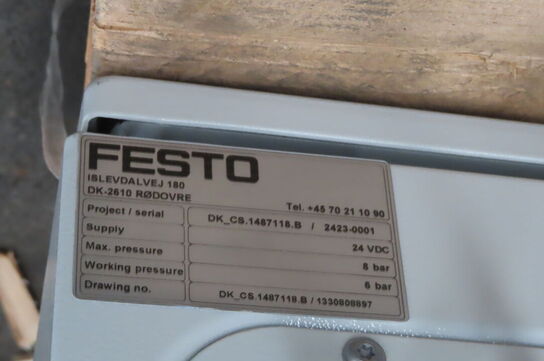 FESTO
ISLEVDALVEJ 180
DK-2610 RØDOVRE
Tel. +45 70 21 10 90
Project / serial DK_CS.1487118.B / 2423-0001
Supply 24 VDC
Max. pressure 8 bar
Working pressure 6 bar
Drawing no. DK_CS.1487118.B / 1330808897